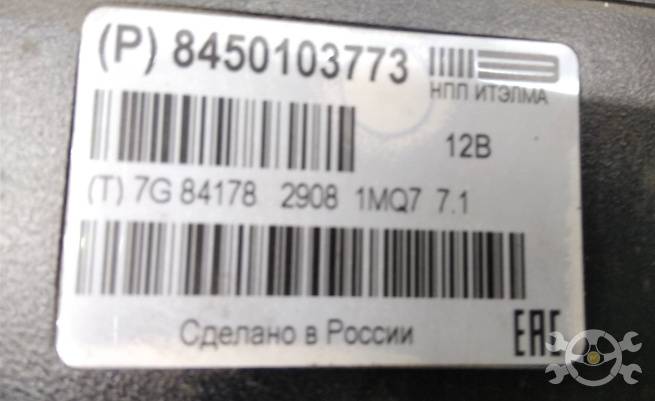 (P) 8450103773
НПП ИТЭЛМА
12В
(T) 7G 84178 2908 1MQ7 7.1
Сделано в России
EAC